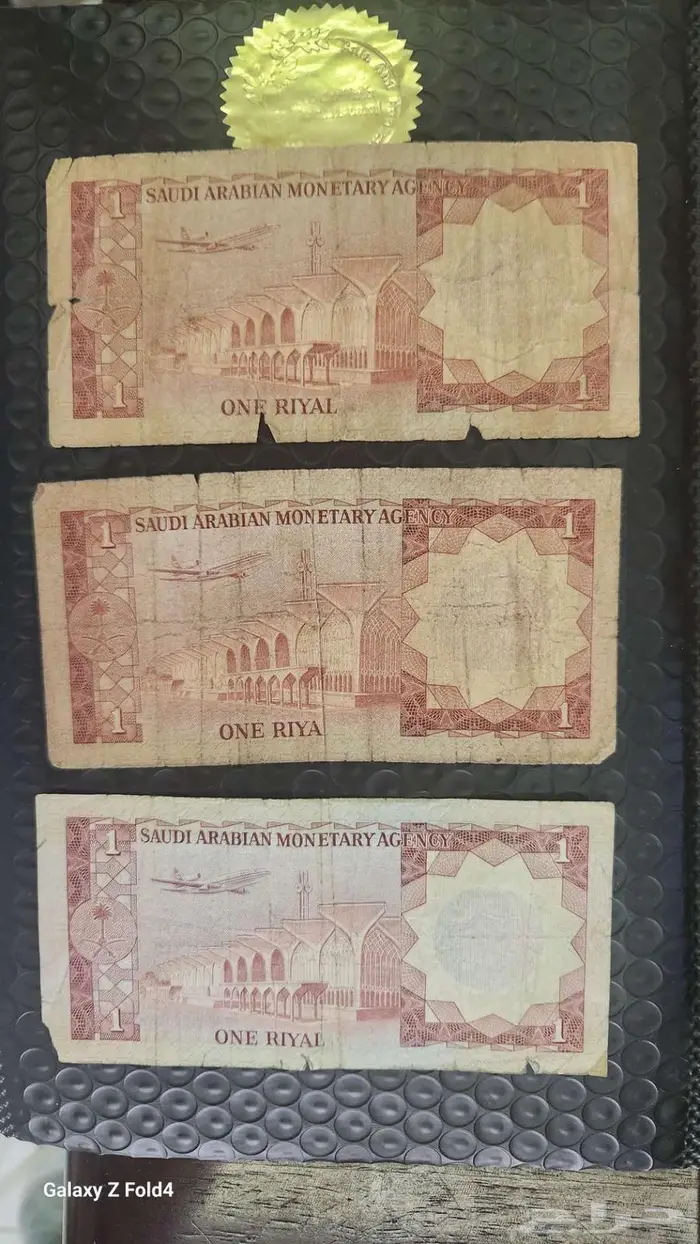 1 SAUDI ARABIAN MONETARY AGENCY 1
ONE RIYAL
1 1
1 SAUDI ARABIAN MONETARY AGENCY 1
ONE RIYA
1 1
1 SAUDI ARABIAN MONETARY AGENCY 1
ONE RIYAL
1 1
Galaxy Z Fold4
حراج